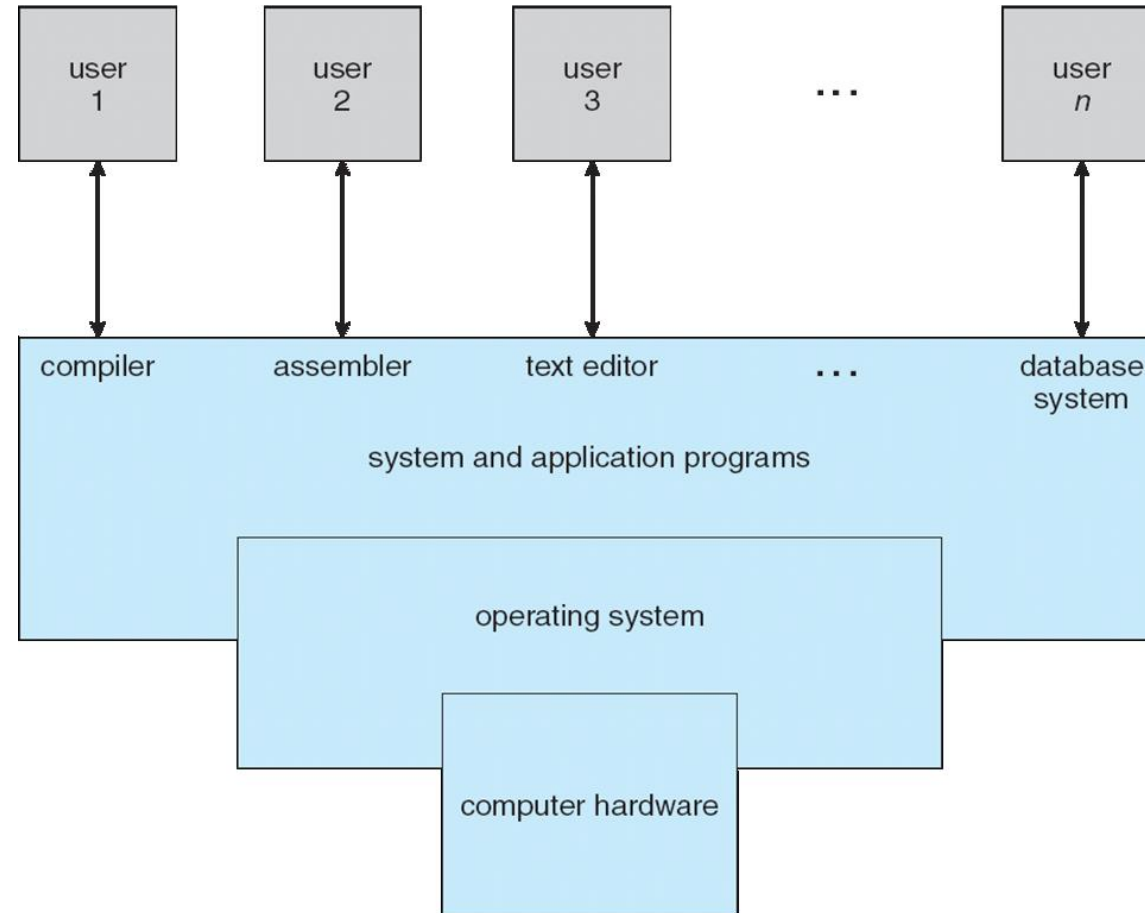 user
1
user
2
user
3
...
user
n
compiler
assembler
text editor
...
database
system
system and application programs
operating system
computer hardware